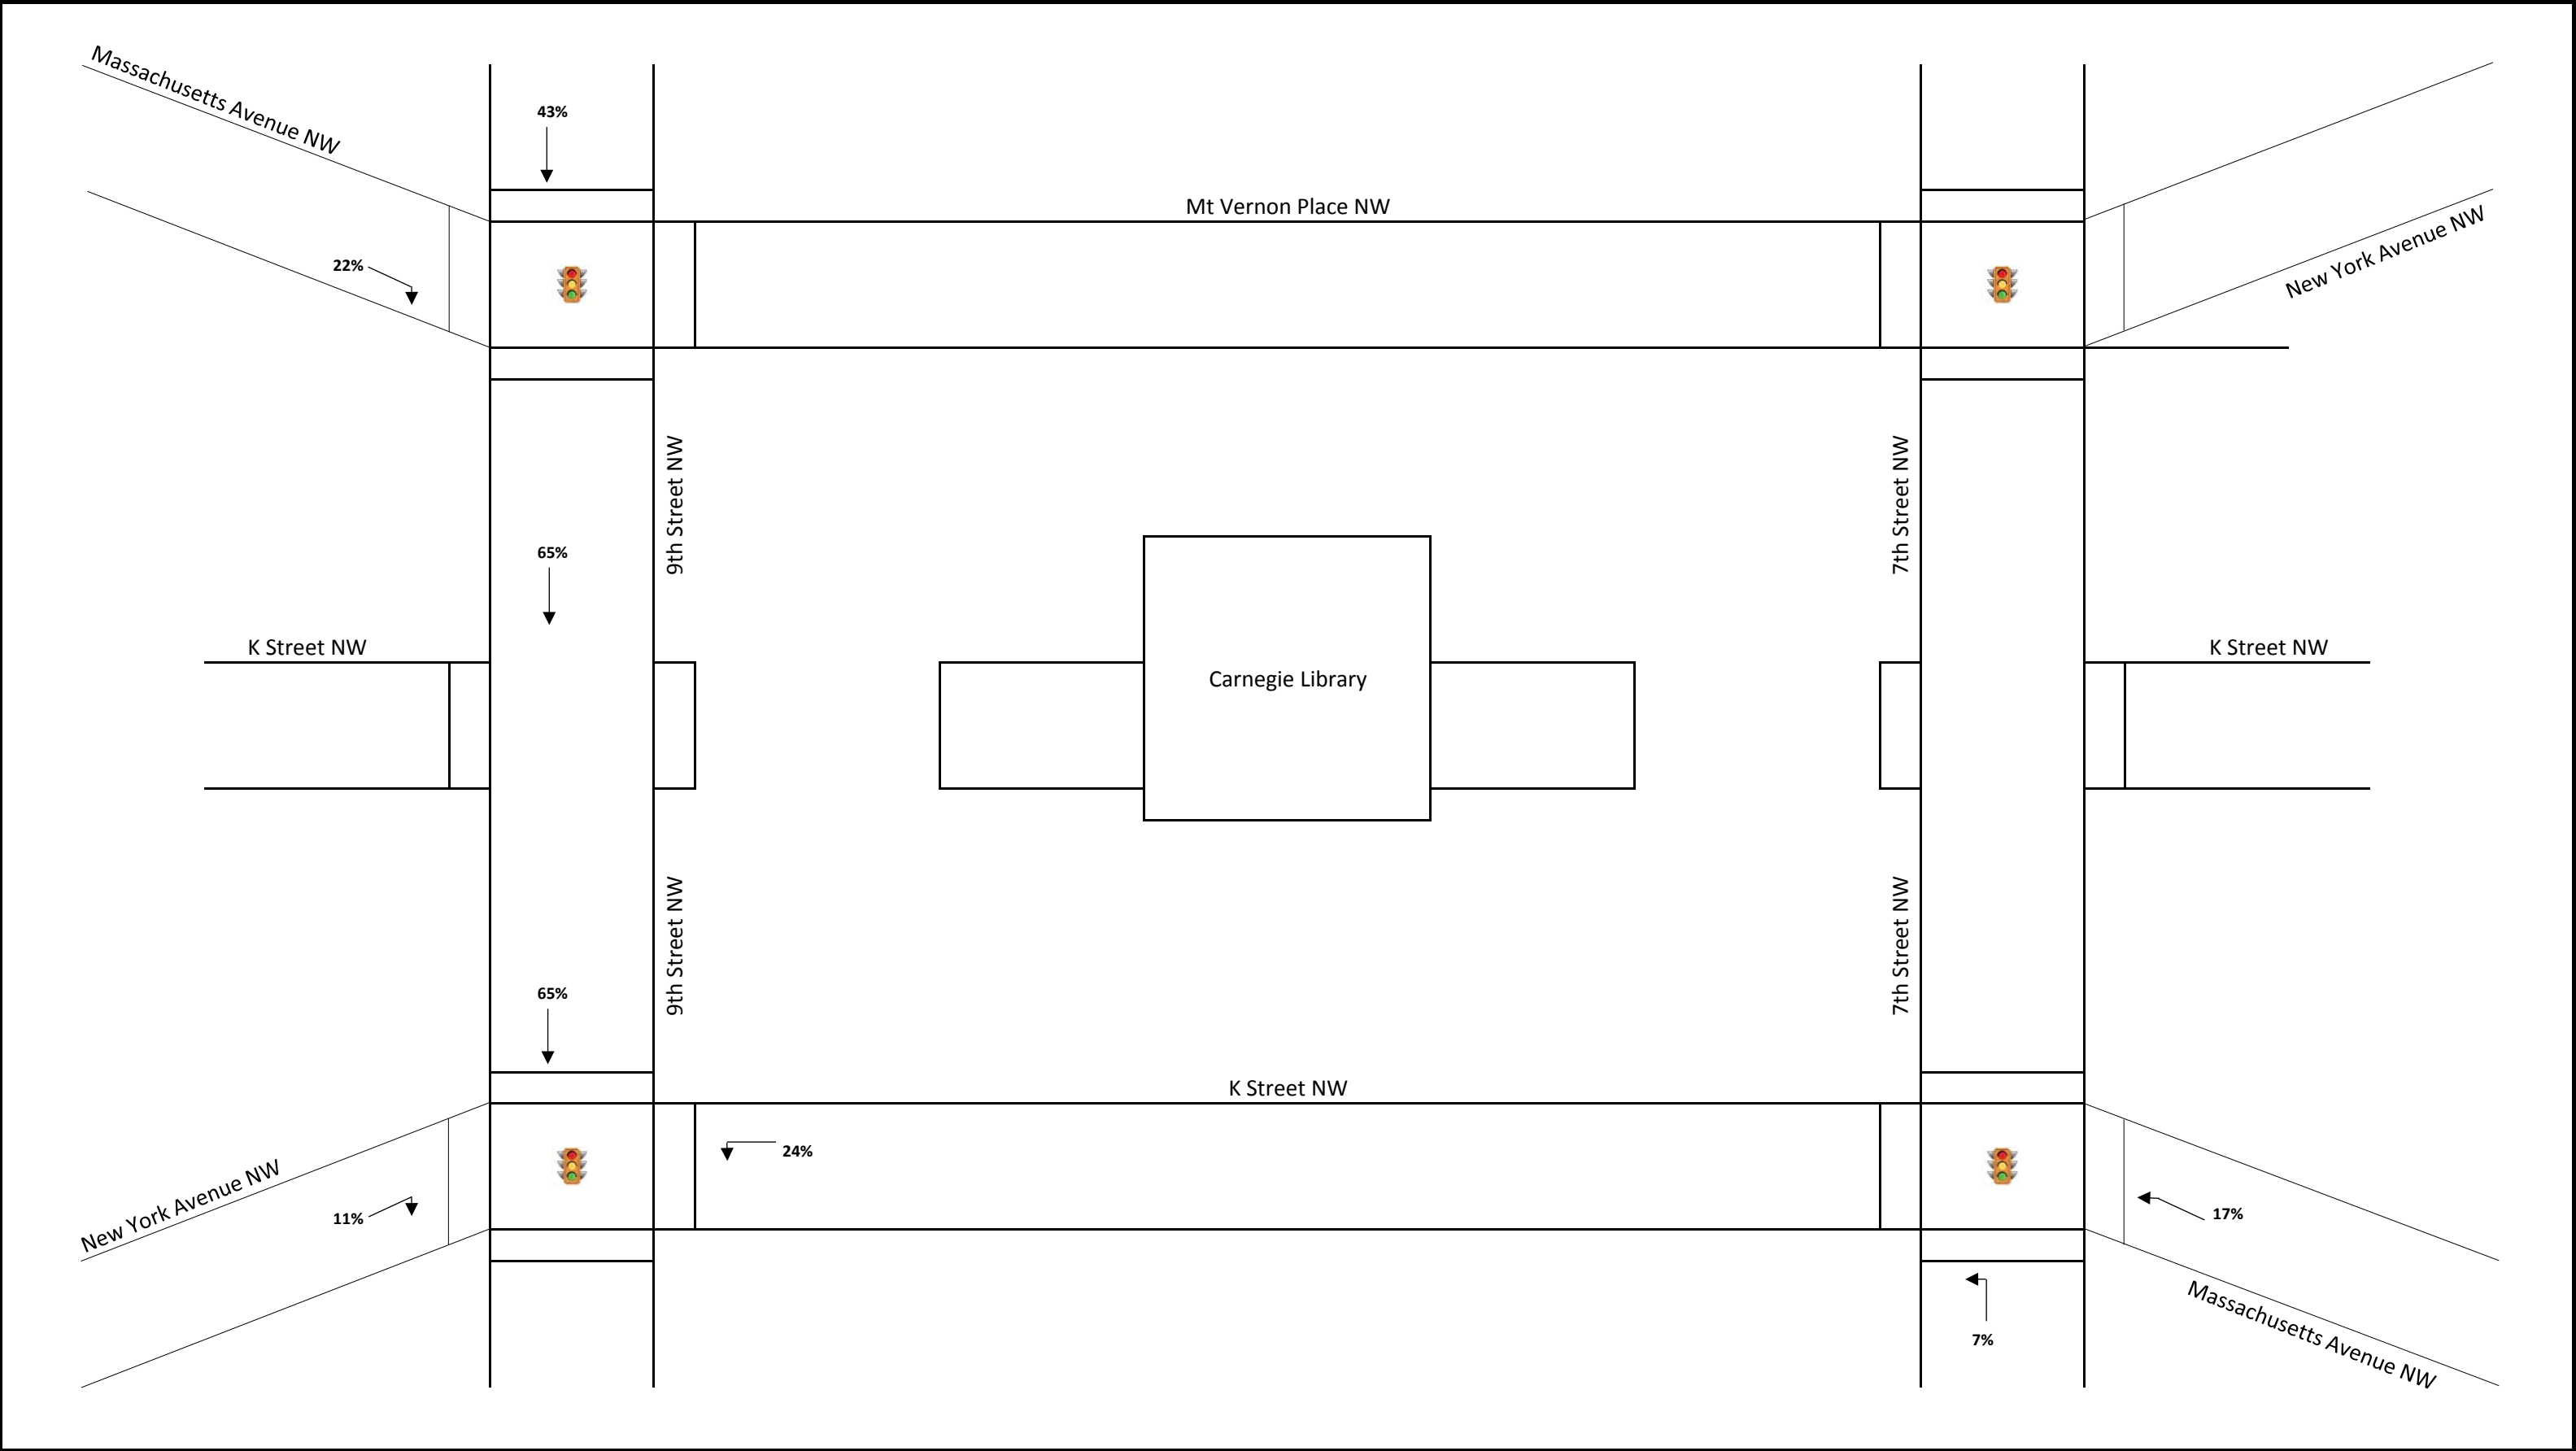 Massachusetts Avenue NW
43%
Mt Vernon Place NW
New York Avenue NW
22%
9th Street NW
7th Street NW
65%
K Street NW
K Street NW
Carnegie Library
9th Street NW
7th Street NW
65%
K Street NW
24%
New York Avenue NW
11%
17%
7%
Massachusetts Avenue NW